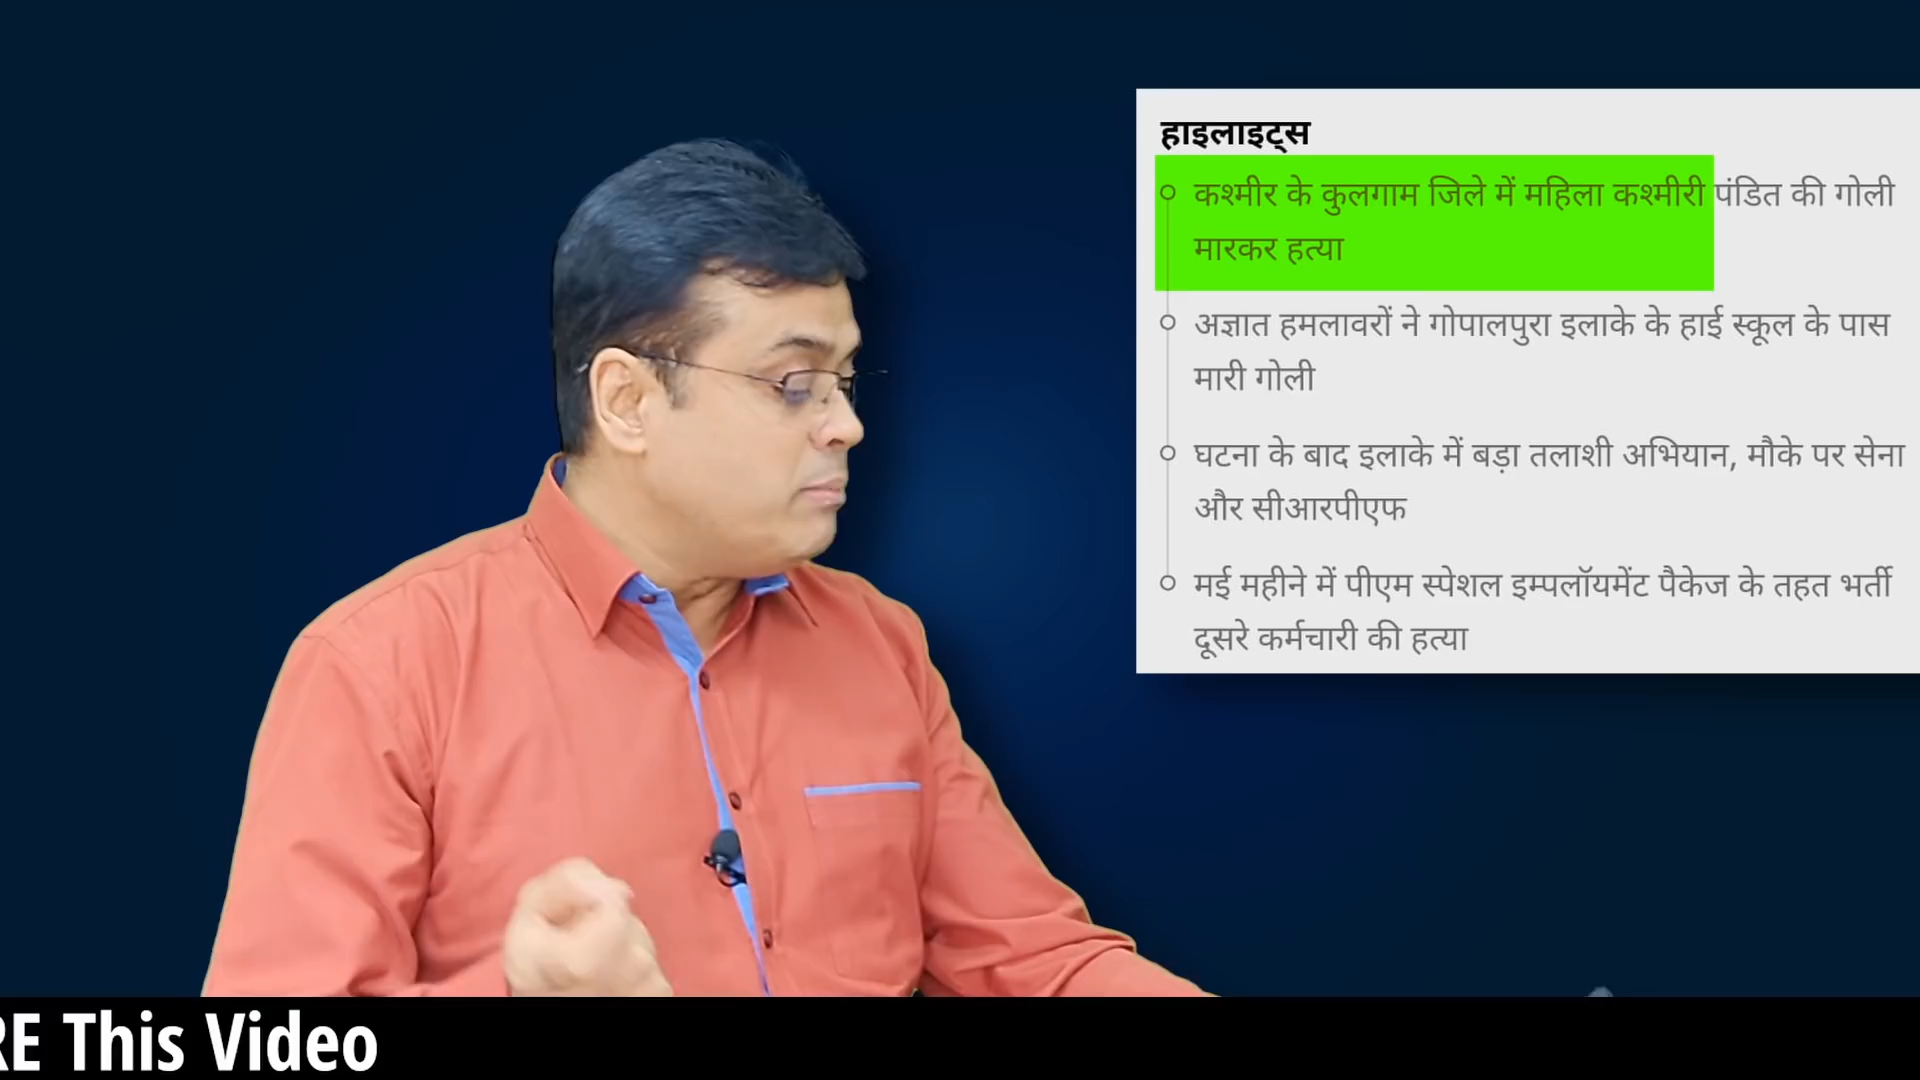 हाइलाइट्स
कश्मीर के कुलगाम जिले में महिला कश्मीरी पंडित की गोली
मारकर हत्या
अज्ञात हमलावरों ने गोपालपुरा इलाके के हाई स्कूल के पास
मारी गोली
घटना के बाद इलाके में बड़ा तलाशी अभियान, मौके पर सेना
और सीआरपीएफ
मई महीने में पीएम स्पेशल इम्पलॉयमेंट पैकेज के तहत भर्ती
दूसरे कर्मचारी की हत्या
RE This Video